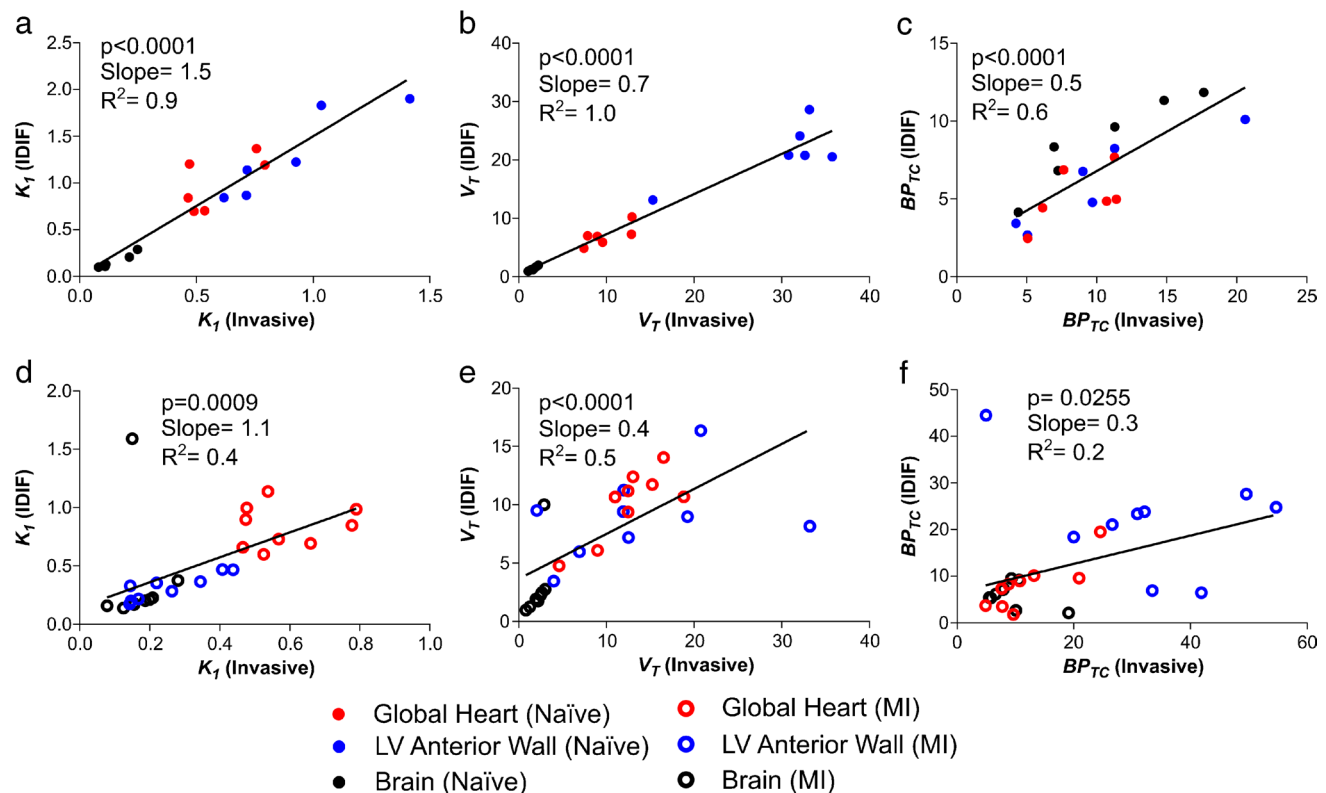 a
p<0.0001
Slope= 1.5
R²= 0.9
K₁ (IDIF)
2.5
2.0
1.5
1.0
0.5
0.0
0.0 0.5 1.0 1.5
K₁ (Invasive)
b
p<0.0001
Slope= 0.7
R²= 1.0
V_T (IDIF)
40
30
20
10
0
0 10 20 30 40
V_T (Invasive)
c
p<0.0001
Slope= 0.5
R²= 0.6
BP_TC (IDIF)
15
10
5
0
0 5 10 15 20 25
BP_TC (Invasive)
d
p=0.0009
Slope= 1.1
R²= 0.4
K₁ (IDIF)
2.0
1.5
1.0
0.5
0.0
0.0 0.2 0.4 0.6 0.8 1.0
K₁ (Invasive)
e
p<0.0001
Slope= 0.4
R²= 0.5
V_T (IDIF)
20
15
10
5
0
0 10 20 30 40
V_T (Invasive)
f
p= 0.0255
Slope= 0.3
R²= 0.2
BP_TC (IDIF)
50
40
30
20
10
0
0 20 40 60
BP_TC (Invasive)
Global Heart (Naïve)
LV Anterior Wall (Naïve)
Brain (Naïve)
Global Heart (MI)
LV Anterior Wall (MI)
Brain (MI)